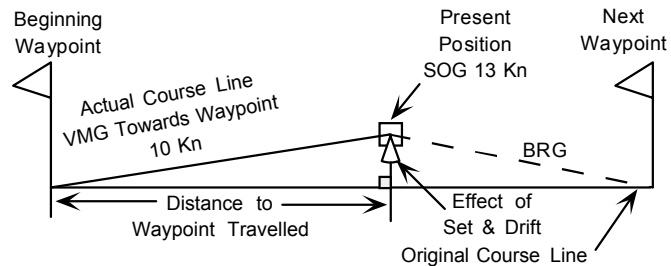 Beginning
Waypoint
Present
Position
SOG 13 Kn
Next
Waypoint
Actual Course Line
VMG Towards Waypoint
10 Kn
BRG
Distance to
Waypoint Travelled
Effect of
Set & Drift
Original Course Line